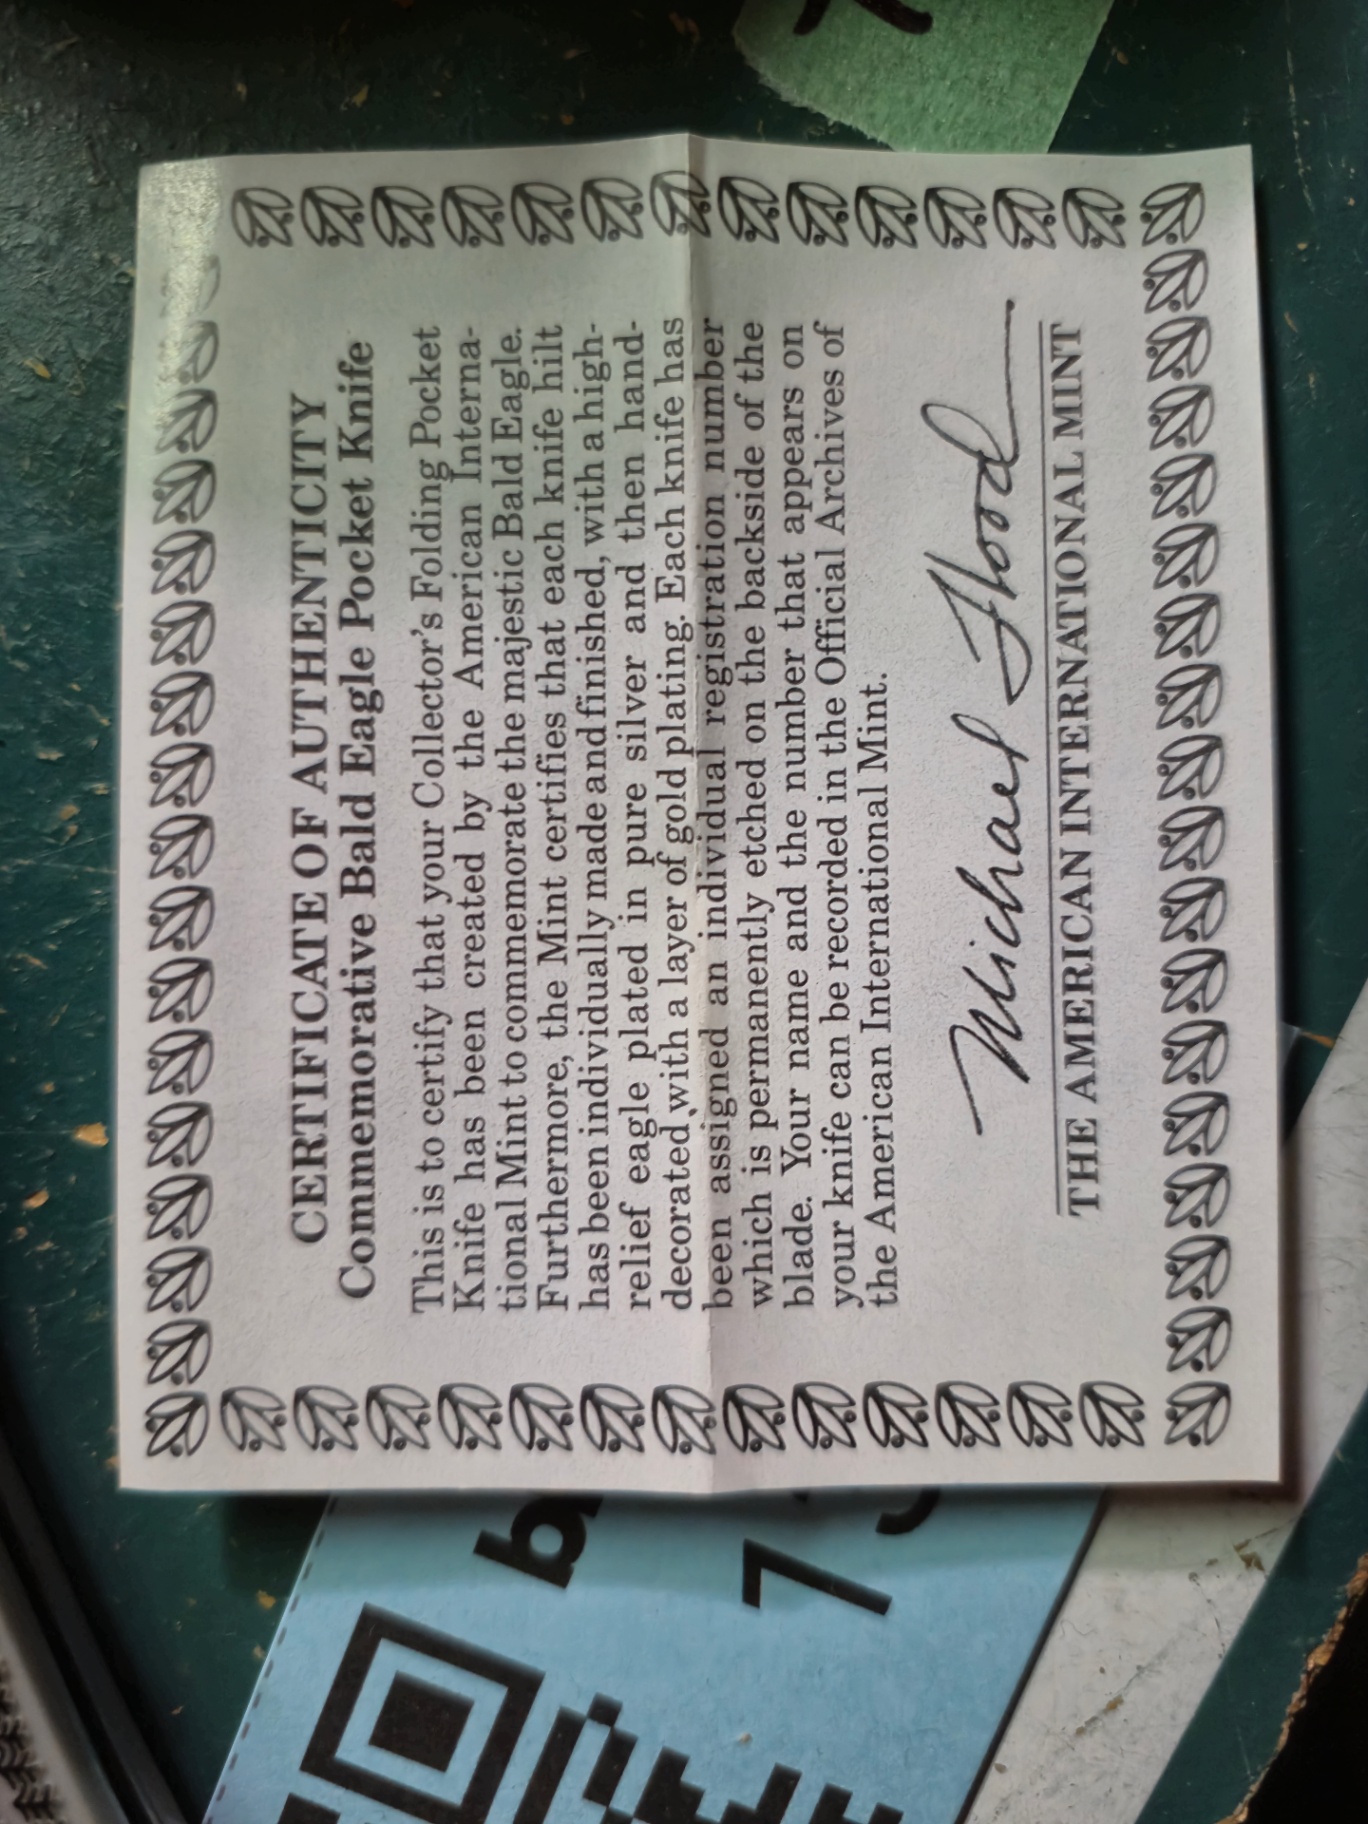 CERTIFICATE OF AUTHENTICITY
Commemorative Bald Eagle Pocket Knife
This is to certify that your Collector's Folding Pocket
Knife has been created by the American Interna-
tional Mint to commemorate the majestic Bald Eagle.
Furthermore, the Mint certifies that each knife hilt
has been individually made and finished, with a high-
relief eagle plated in pure silver and then hand-
decorated with a layer of gold plating. Each knife has
been assigned an individual registration number
which is permanently etched on the backside of the
blade. Your name and the number that appears on
your knife can be recorded in the Official Archives of
the American International Mint.
Michael Hood
THE AMERICAN INTERNATIONAL MINT
b
7